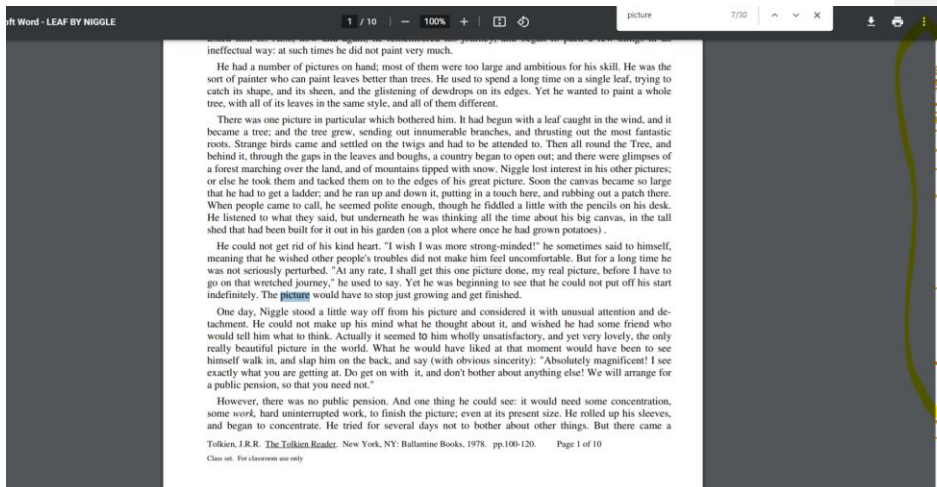 oft Word - LEAF BY NIGGLE
1 / 10
100%
picture
7/30
ineffectual way: at such times he did not paint very much.
He had a number of pictures on hand; most of them were too large and ambitious for his skill. He was the
sort of painter who can paint leaves better than trees. He used to spend a long time on a single leaf, trying to
catch its shape, and its sheen, and the glistening of dewdrops on its edges. Yet he wanted to paint a whole
tree, with all of its leaves in the same style, and all of them different.
There was one picture in particular which bothered him. It had begun with a leaf caught in the wind, and it
became a tree; and the tree grew, sending out innumerable branches, and thrusting out the most fantastic
roots. Strange birds came and settled on the twigs and had to be attended to. Then all round the Tree, and
behind it, through the gaps in the leaves and boughs, a country began to open out; and there were glimpses of
a forest marching over the land, and of mountains tipped with snow. Niggle lost interest in his other pictures;
or else he took them and tacked them on to the edges of his great picture. Soon the canvas became so large
that he had to get a ladder; and he ran up and down it, putting in a touch here, and rubbing out a patch there.
When people came to call, he seemed polite enough, though he fiddled a little with the pencils on his desk.
He listened to what they said, but underneath he was thinking all the time about his big canvas, in the tall
shed that had been built for it out in his garden (on a plot where once he had grown potatoes) .
He could not get rid of his kind heart. "I wish I was more strong-minded!" he sometimes said to himself,
meaning that he wished other people's troubles did not make him feel uncomfortable. But for a long time he
was not seriously perturbed. "At any rate, I shall get this one picture done, my real picture, before I have to
go on that wretched journey," he used to say. Yet he was beginning to see that he could not put off his start
indefinitely. The picture would have to stop just growing and get finished.
One day, Niggle stood a little way off from his picture and considered it with unusual attention and de-
tachment. He could not make up his mind what he thought about it, and wished he had some friend who
would tell him what to think. Actually it seemed to him wholly unsatisfactory, and yet very lovely, the only
really beautiful picture in the world. What he would have liked at that moment would have been to see
himself walk in, and slap him on the back, and say (with obvious sincerity): "Absolutely magnificent! I see
exactly what you are getting at. Do get on with it, and don't bother about anything else! We will arrange for
a public pension, so that you need not."
However, there was no public pension. And one thing he could see: it would need some concentration,
some work, hard uninterrupted work, to finish the picture; even at its present size. He rolled up his sleeves,
and began to concentrate. He tried for several days not to bother about other things. But there came a
Tolkien, J.R.R. The Tolkien Reader. New York, NY: Ballantine Books, 1978. pp.100-120. Page 1 of 10
Class set. For classroom use only